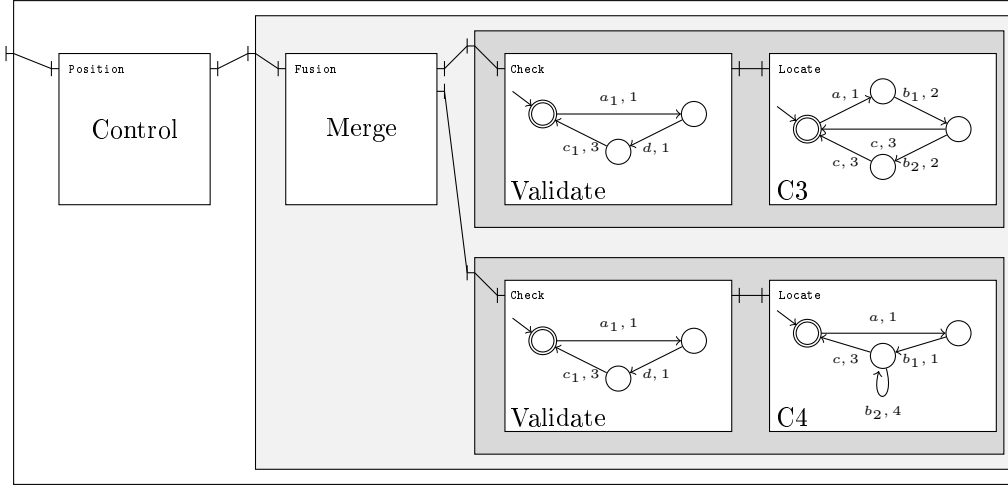 Position
Control
Fusion
Merge
Check
a₁, 1
c₁, 3
d, 1
Validate
Locate
a, 1
b₁, 2
c, 3
c, 3
b₂, 2
C3
Check
a₁, 1
c₁, 3
d, 1
Validate
Locate
a, 1
c, 3
b₁, 1
b₂, 4
C4